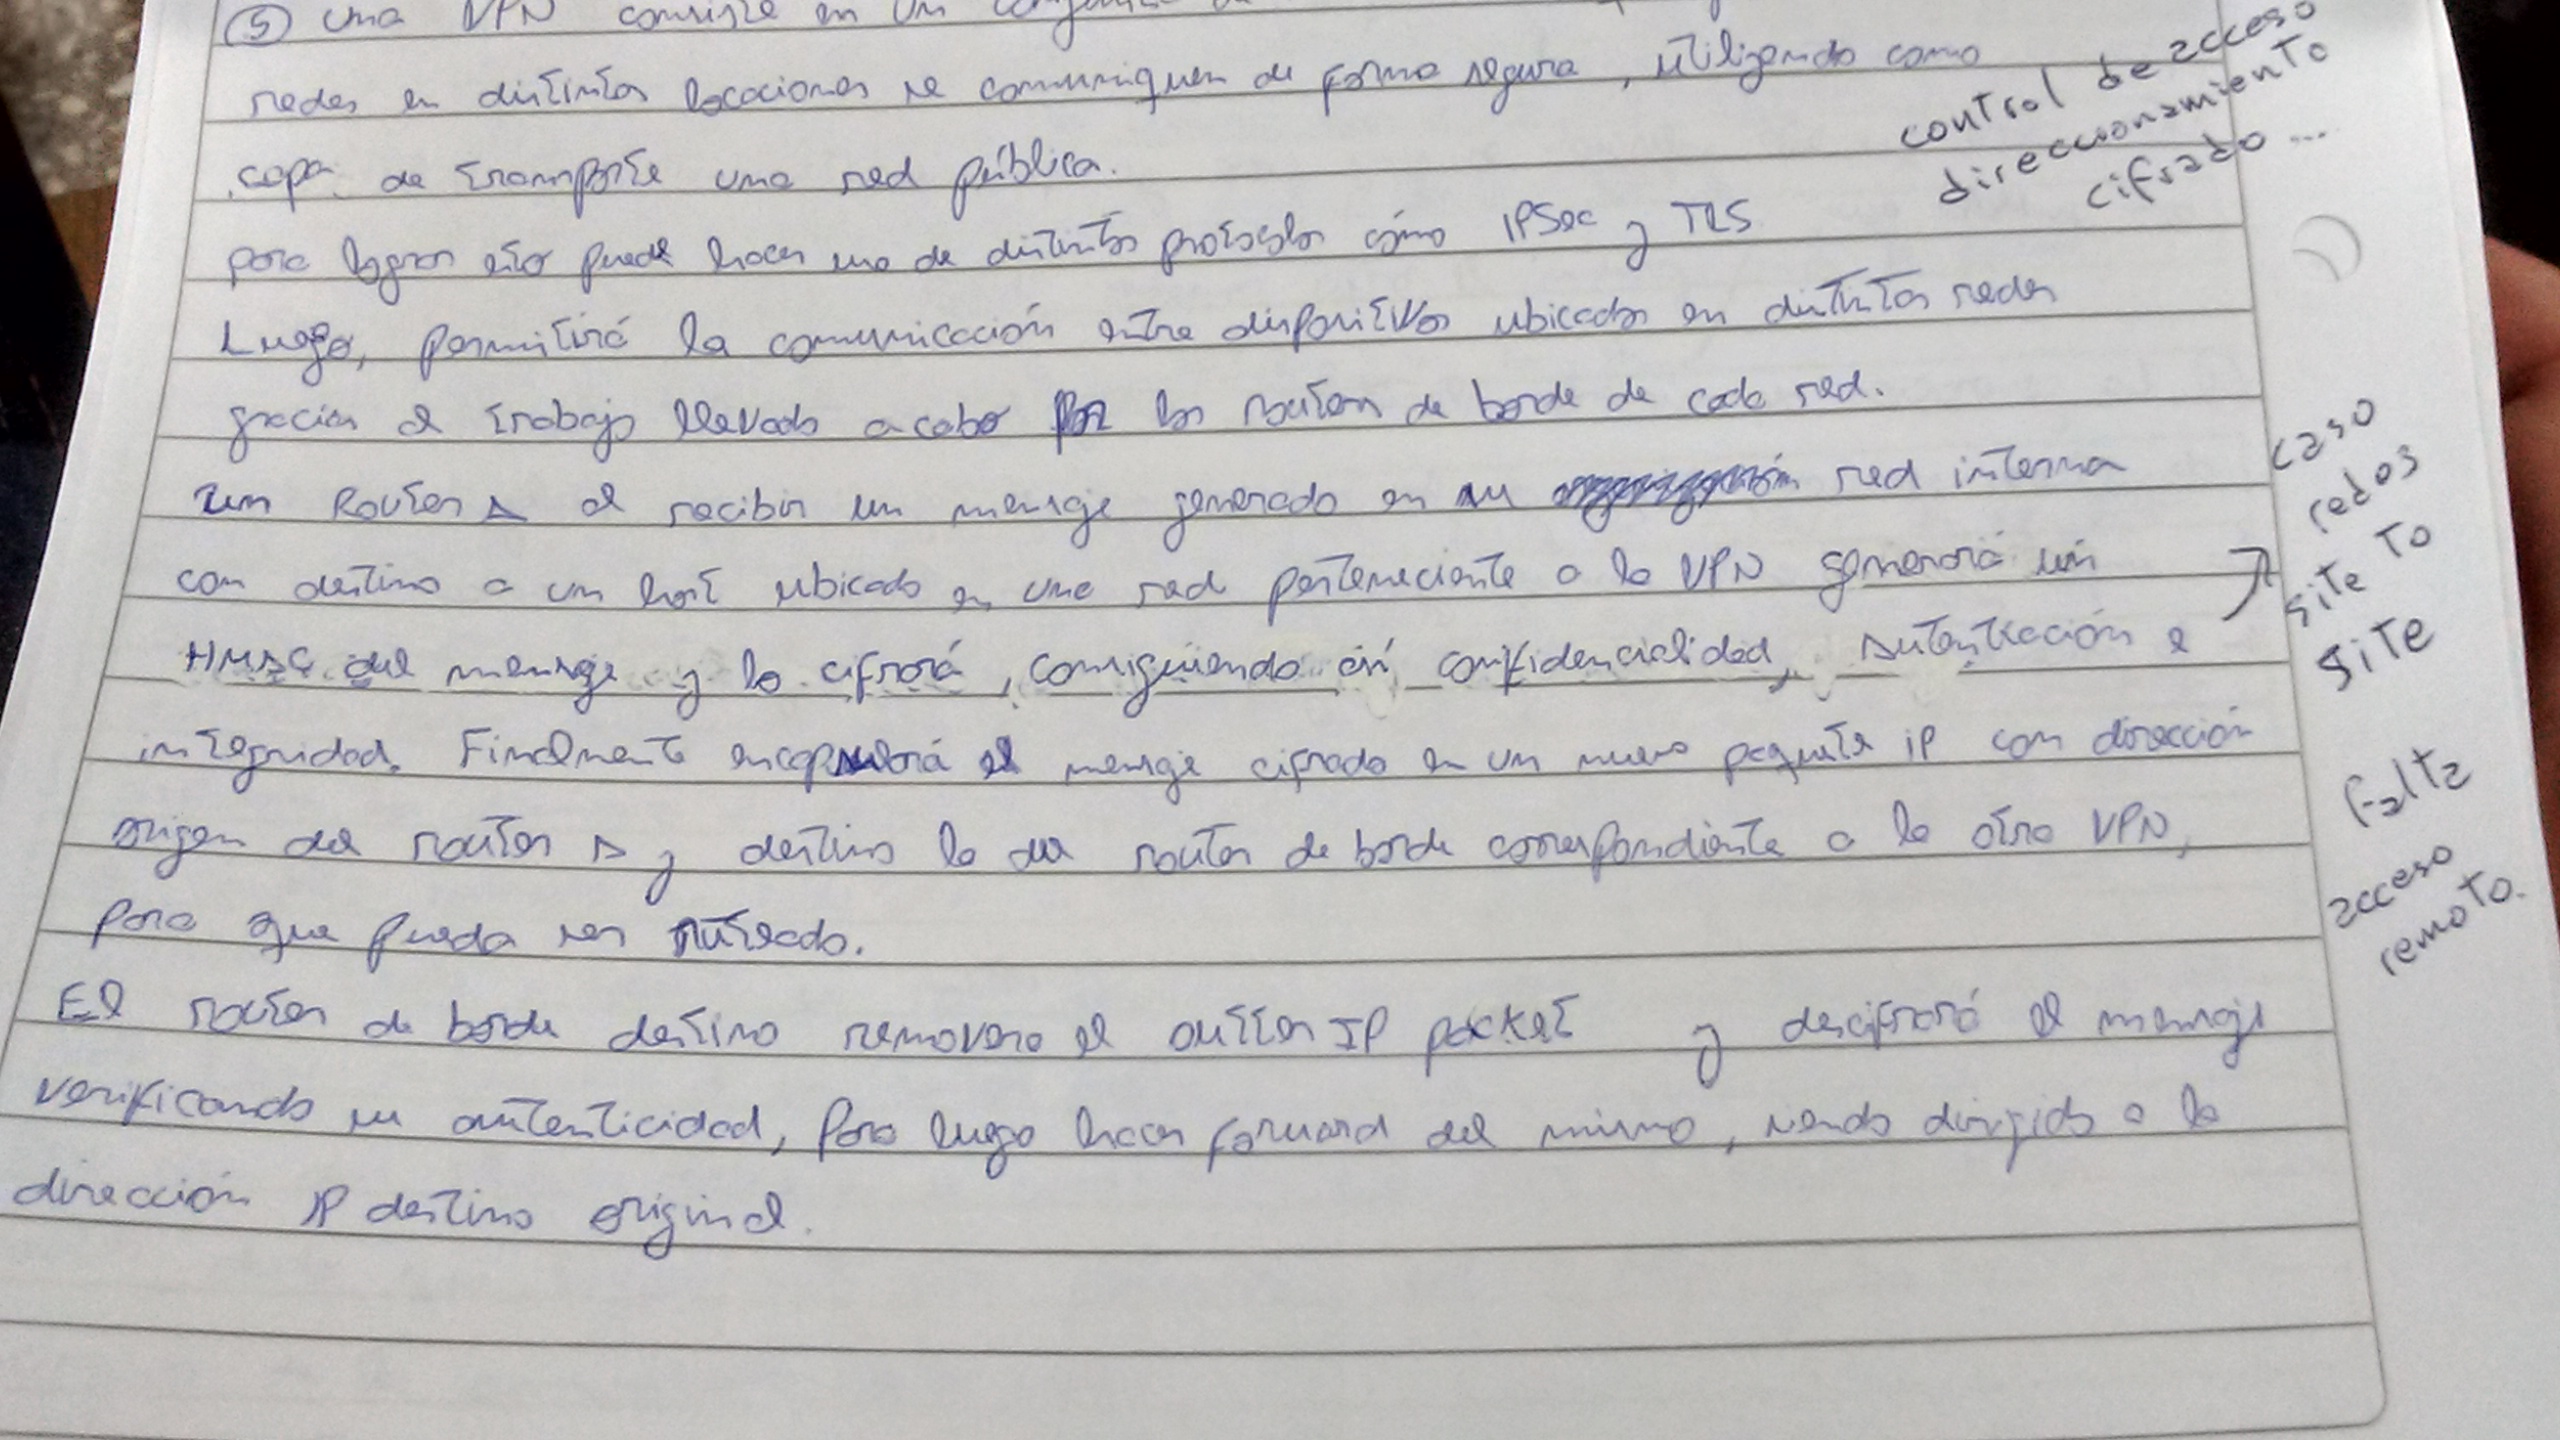 ⑤ Una VPN consiste en un
redes en distintas locaciones se comuniquen de forma segura, utilizando como
capa de transporte una red pública.
para lograr esto puede hacer uso de distintos protocolos cómo IPSec y TLS
Luego, permitirá la comunicación entre dispositivos ubicados en distintas redes
gracias al trabajo llevado a cabo por los routers de borde de cada red.
un Router A al recibir un mensaje generado en su red interna
con destino a un host ubicado en una red perteneciente a la VPN generará un
HMAC del mensaje y lo cifrará, consiguiendo así confidencialidad, Autenticación e
integridad. Finalmente encapsulará el mensaje cifrado en un nuevo paquete IP con dirección
origen del router A y destino la del router de borde correspondiente a la otra VPN,
para que pueda ser ruteado.
El router de borde destino removera el outter IP packet y descifrará el mensaje
verificando su autenticidad, para luego hacer forward del mismo, siendo dirigido a la
dirección IP destino original.
control de acceso
direccionamiento
cifrado ...
caso
redes
site to
site
falta
acceso
remoto.